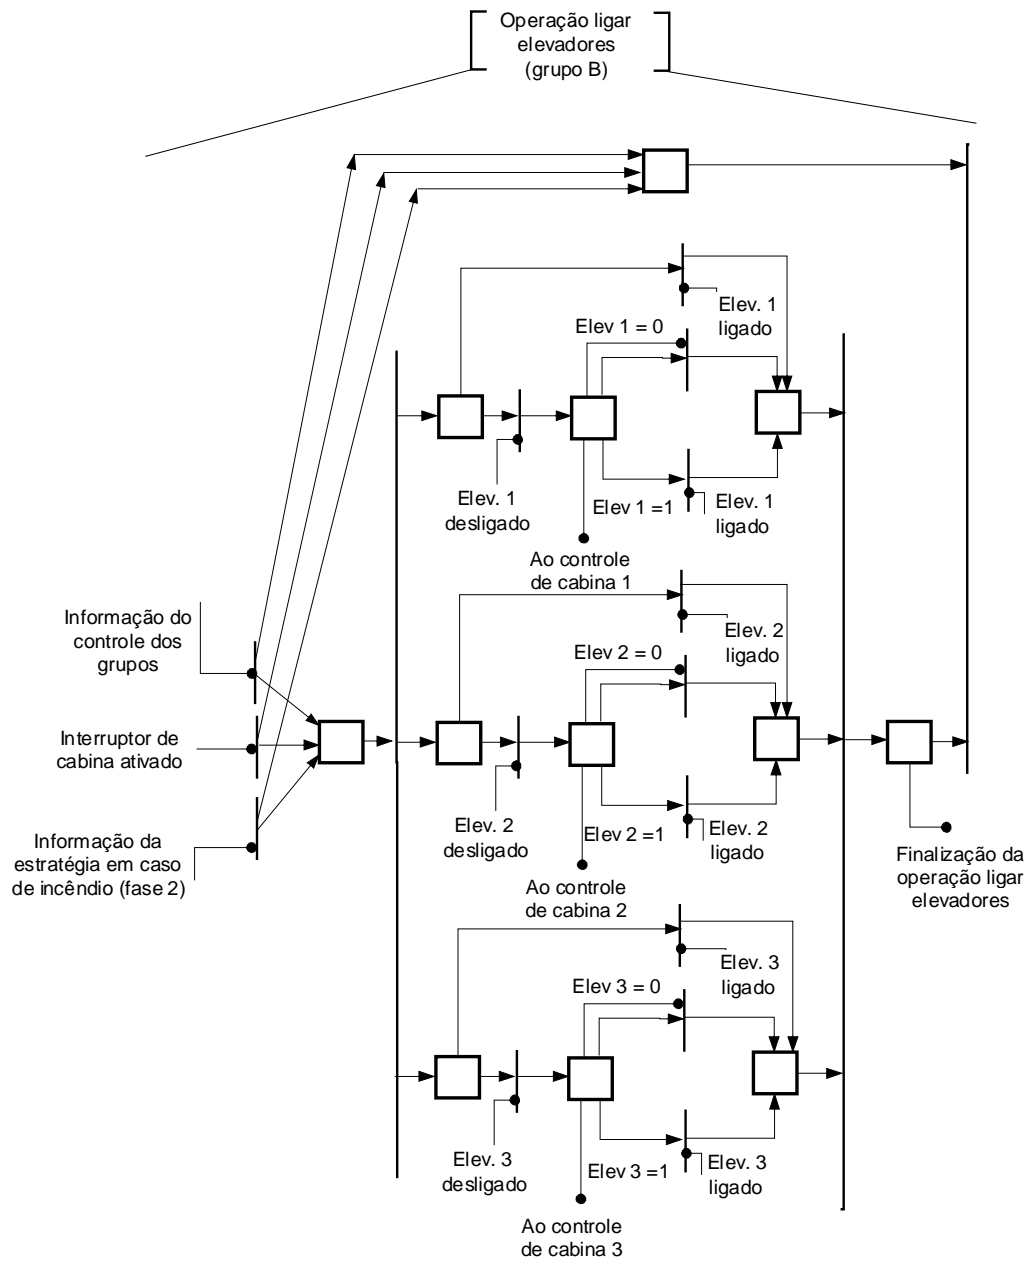 Operação ligar
elevadores
(grupo B)
Elev. 1
ligado
Elev 1 = 0
Elev. 1
desligado
Elev 1 =1
Elev. 1
ligado
Ao controle
de cabina 1
Informação do
controle dos
grupos
Elev. 2
ligado
Elev 2 = 0
Interruptor de
cabina ativado
Elev. 2
desligado
Elev 2 =1
Elev. 2
ligado
Informação da
estratégia em caso
de incêndio (fase 2)
Finalização da
operação ligar
elevadores
Ao controle
de cabina 2
Elev. 3
ligado
Elev 3 = 0
Elev. 3
desligado
Elev 3 =1
Elev. 3
ligado
Ao controle
de cabina 3